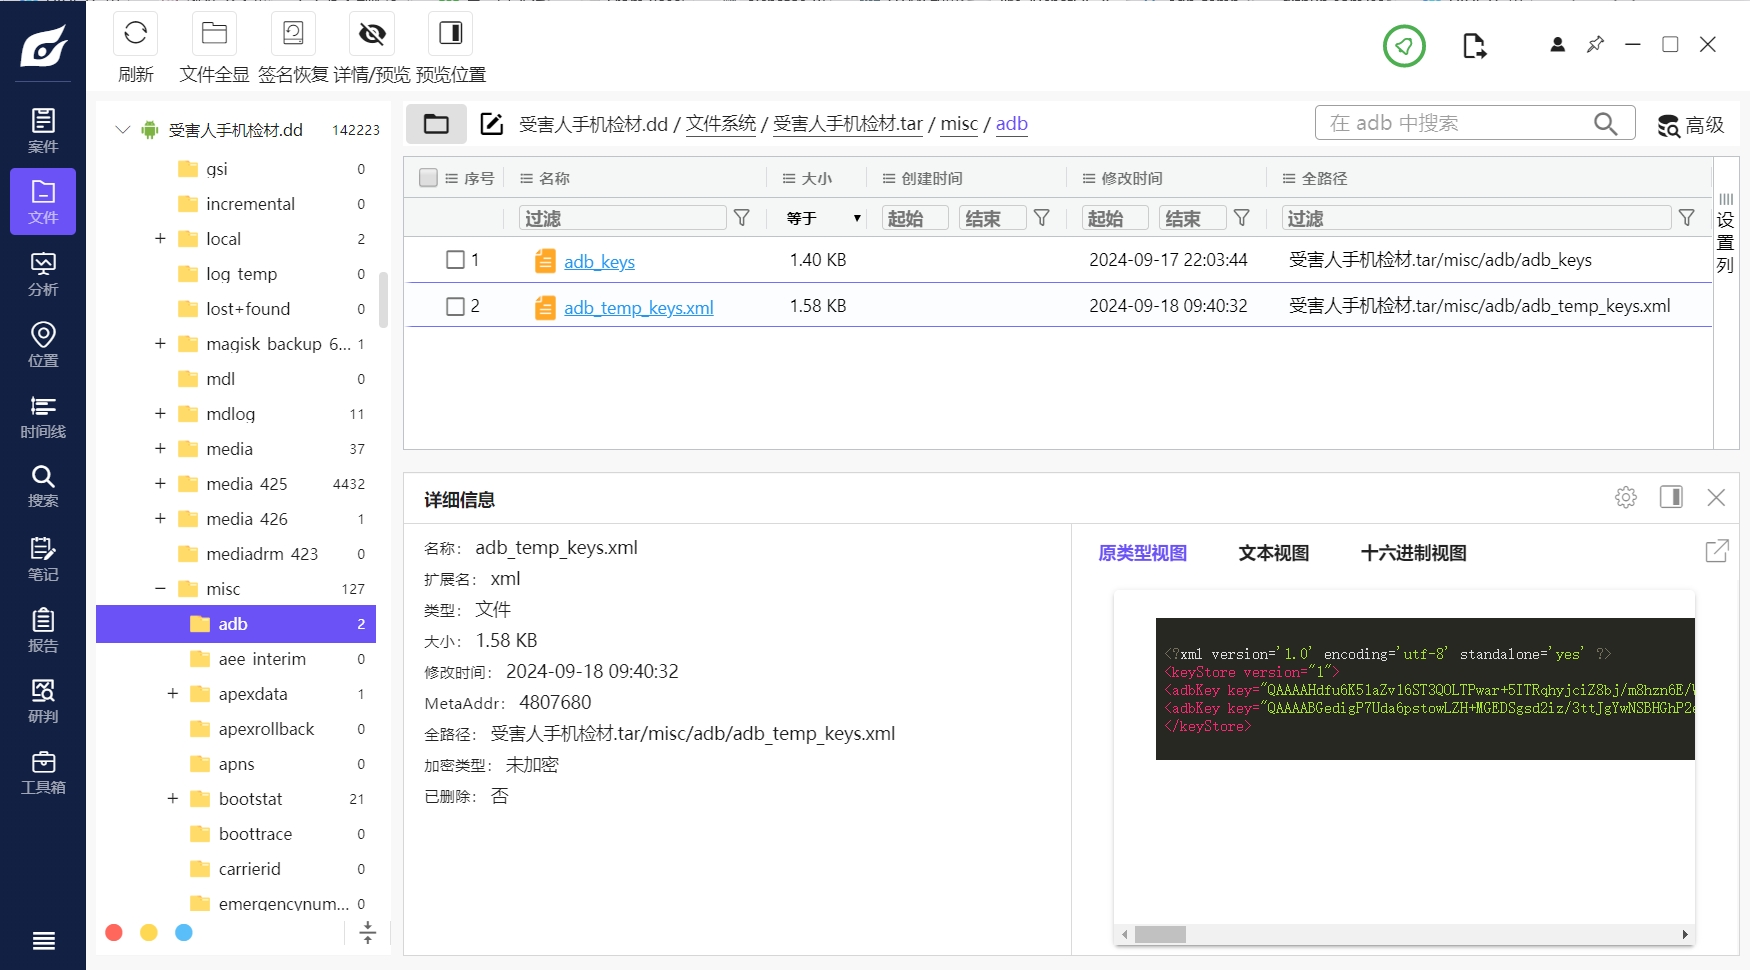 刷新 文件全显 签名恢复 详情/预览 预览位置
案件
文件
分析
位置
时间线
搜索
笔记
报告
研判
工具箱
受害人手机检材.dd 142223
gsi 0
incremental 0
+ local 2
log_temp 0
lost+found 0
+ magisk_backup_6... 1
mdl 0
+ mdlog 11
+ media 37
+ media_425 4432
+ media_426 1
mediadrm_423 0
− misc 127
adb 2
aee_interim 0
+ apexdata 1
apexrollback 0
apns 0
+ bootstat 21
boottrace 0
carrierid 0
emergencynum... 0
受害人手机检材.dd / 文件系统 / 受害人手机检材.tar / misc / adb
在 adb 中搜索
高级
序号 名称 大小 创建时间 修改时间 全路径
过滤 等于 起始 结束 起始 结束 过滤
1 adb_keys 1.40 KB 2024-09-17 22:03:44 受害人手机检材.tar/misc/adb/adb_keys
2 adb_temp_keys.xml 1.58 KB 2024-09-18 09:40:32 受害人手机检材.tar/misc/adb/adb_temp_keys.xml
设置列
详细信息
名称： adb_temp_keys.xml
扩展名： xml
类型： 文件
大小： 1.58 KB
修改时间： 2024-09-18 09:40:32
MetaAddr： 4807680
全路径： 受害人手机检材.tar/misc/adb/adb_temp_keys.xml
加密类型： 未加密
已删除： 否
原类型视图 文本视图 十六进制视图
<?xml version='1.0' encoding='utf-8' standalone='yes' ?>
<keyStore version="1">
<adbKey key="QAAAAHdfu6K51aZv16ST3QOLTPwar+5ITRqhyjciZ8bj/m8hzn6E/
<adbKey key="QAAAABGedigP7Uda6pstowLZH+MGEDSgsd2iz/3ttJgYwNSBHGhP2
</keyStore>